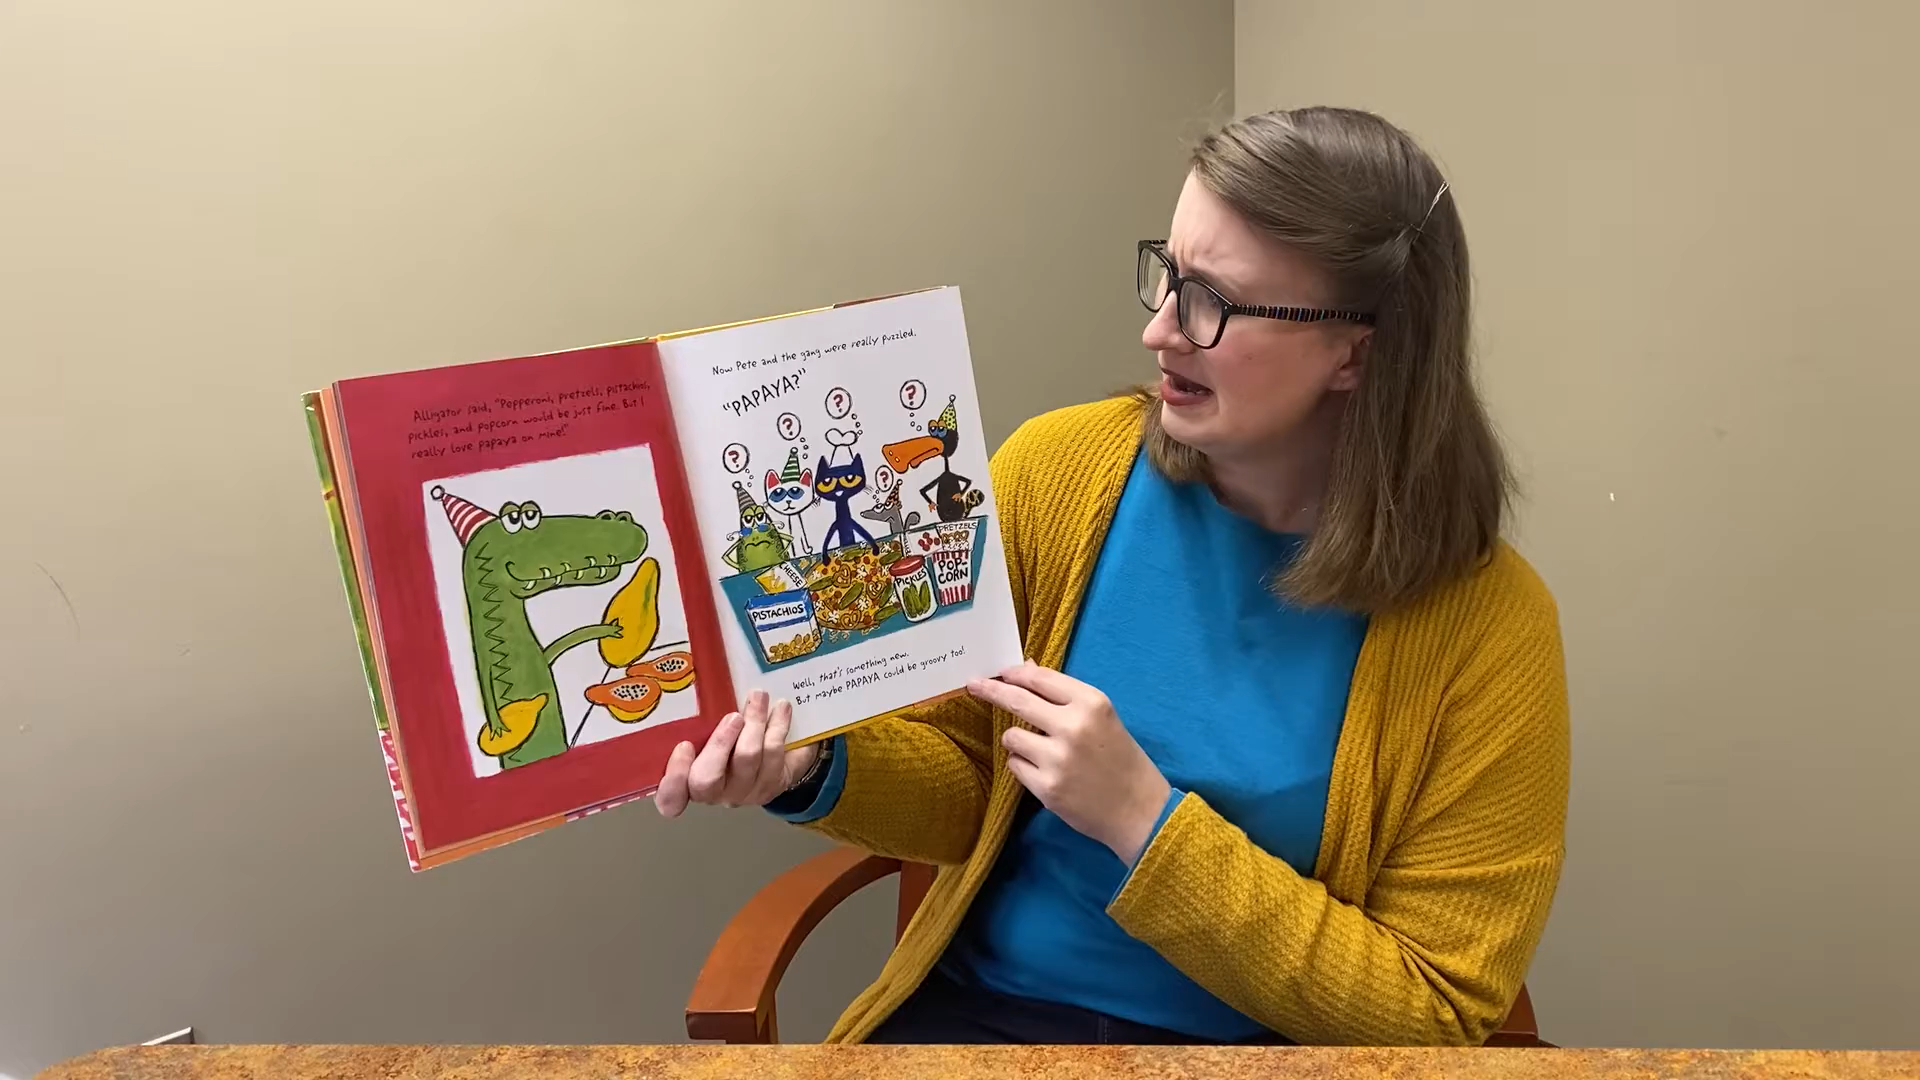 Alligator said, "Pepperoni, pretzels, pistachios,
pickles, and popcorn would be just fine. But I
really love papaya on mine!"
Now Pete and the gang were really puzzled.
"PAPAYA?"
?
?
?
?
?
PRETZELS
CHEESE
PICKLES
POP-
CORN
PISTACHIOS
Well, that's something new.
But maybe PAPAYA could be groovy too!